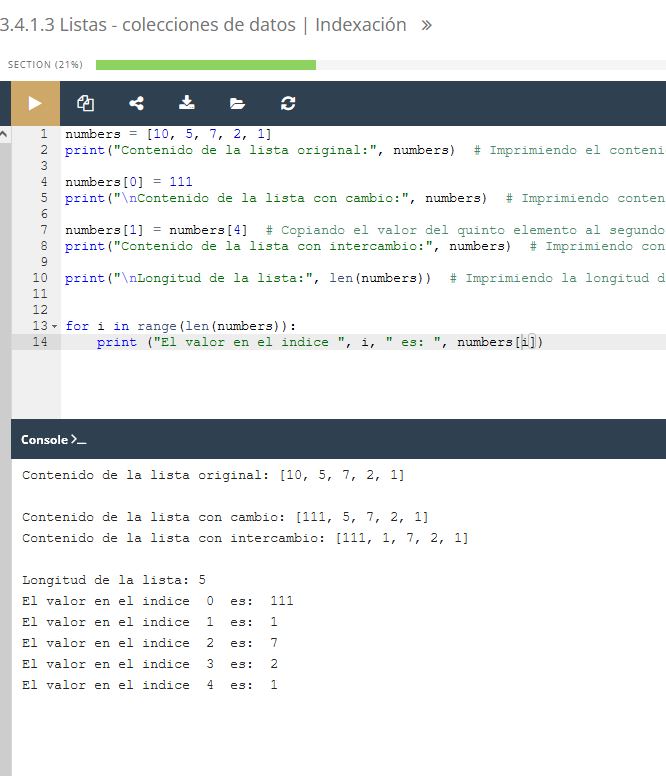 3.4.1.3 Listas - colecciones de datos | Indexación »
SECTION (21%)
1 numbers = [10, 5, 7, 2, 1]
2 print("Contenido de la lista original:", numbers)  # Imprimiendo el conteni
3
4 numbers[0] = 111
5 print("\nContenido de la lista con cambio:", numbers)  # Imprimiendo conten
6
7 numbers[1] = numbers[4]  # Copiando el valor del quinto elemento al segundo
8 print("Contenido de la lista con intercambio:", numbers)  # Imprimiendo con
9
10 print("\nLongitud de la lista:", len(numbers))  # Imprimiendo la longitud d
11
12
13 for i in range(len(numbers)):
14     print ("El valor en el indice ", i, " es: ", numbers[i])
Console >_
Contenido de la lista original: [10, 5, 7, 2, 1]
Contenido de la lista con cambio: [111, 5, 7, 2, 1]
Contenido de la lista con intercambio: [111, 1, 7, 2, 1]
Longitud de la lista: 5
El valor en el indice  0  es:  111
El valor en el indice  1  es:  1
El valor en el indice  2  es:  7
El valor en el indice  3  es:  2
El valor en el indice  4  es:  1